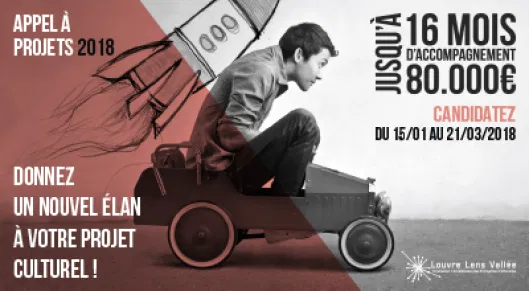 APPEL À
PROJETS 2018
JUSQU'À
16 MOIS
D'ACCOMPAGNEMENT
80.000€
CANDIDATEZ
DU 15/01 AU 21/03/2018
DONNEZ
UN NOUVEL ÉLAN
À VOTRE PROJET
CULTUREL !
Louvre Lens Vallée